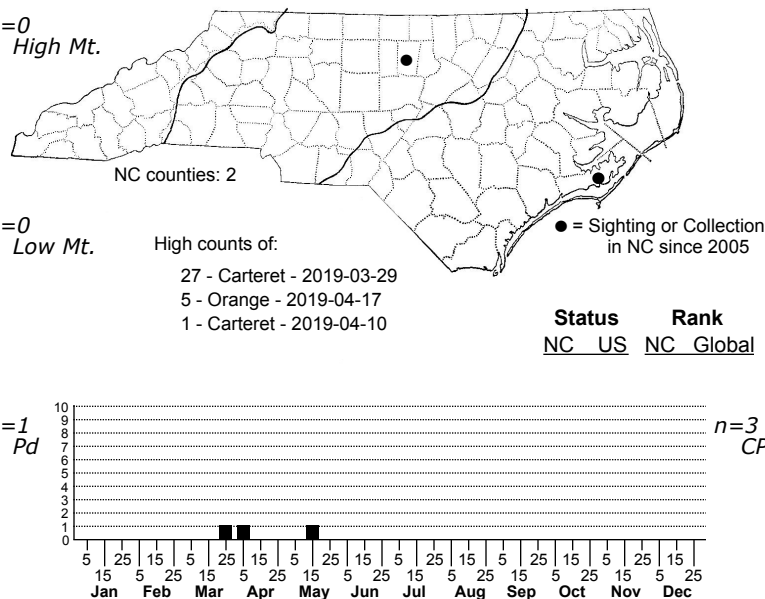 =0
High Mt.
NC counties: 2
=0
Low Mt.
High counts of:
27 - Carteret - 2019-03-29
5 - Orange - 2019-04-17
1 - Carteret - 2019-04-10
● = Sighting or Collection
in NC since 2005
Status Rank
NC US NC Global
=1
Pd
n=3
CP
10
9
8
7
6
5
4
3
2
1
0
5 25 15 5 25 15 5 25 15 5 25 15 5 25 15 5 25 15
15 5 25 15 5 25 15 5 25 15 5 25 15 5 25 15 5 25
Jan Feb Mar Apr May Jun Jul Aug Sep Oct Nov Dec